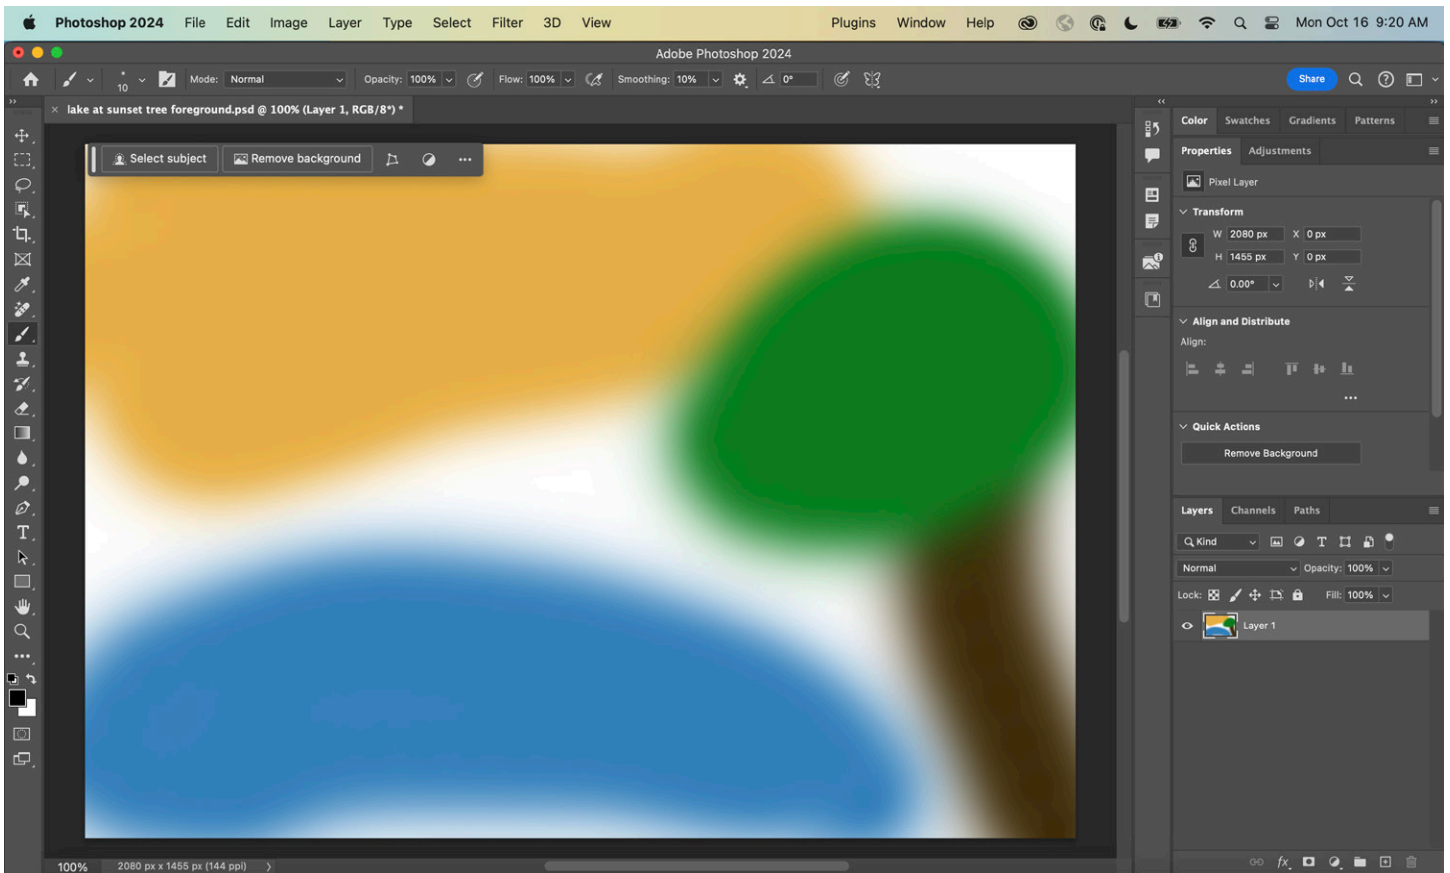 Photoshop 2024 File Edit Image Layer Type Select Filter 3D View Plugins Window Help Mon Oct 16 9:20 AM
Adobe Photoshop 2024
10 Mode: Normal Opacity: 100% Flow: 100% Smoothing: 10% 0° Share
× lake at sunset tree foreground.psd @ 100% (Layer 1, RGB/8*) *
Select subject Remove background ...
Color Swatches Gradients Patterns
Properties Adjustments
Pixel Layer
Transform
W 2080 px X 0 px
H 1455 px Y 0 px
0.00°
Align and Distribute
Align:
...
Quick Actions
Remove Background
Layers Channels Paths
Kind T
Normal Opacity: 100%
Lock: Fill: 100%
Layer 1
fx
T
100% 2080 px x 1455 px (144 ppi)